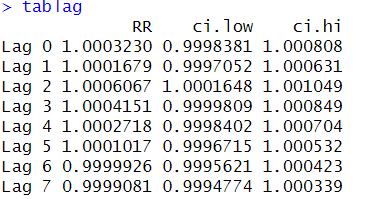 > tablag
RR ci.low ci.hi
Lag 0 1.0003230 0.9998381 1.000808
Lag 1 1.0001679 0.9997052 1.000631
Lag 2 1.0006067 1.0001648 1.001049
Lag 3 1.0004151 0.9999809 1.000849
Lag 4 1.0002718 0.9998402 1.000704
Lag 5 1.0001017 0.9996715 1.000532
Lag 6 0.9999926 0.9995621 1.000423
Lag 7 0.9999081 0.9994774 1.000339